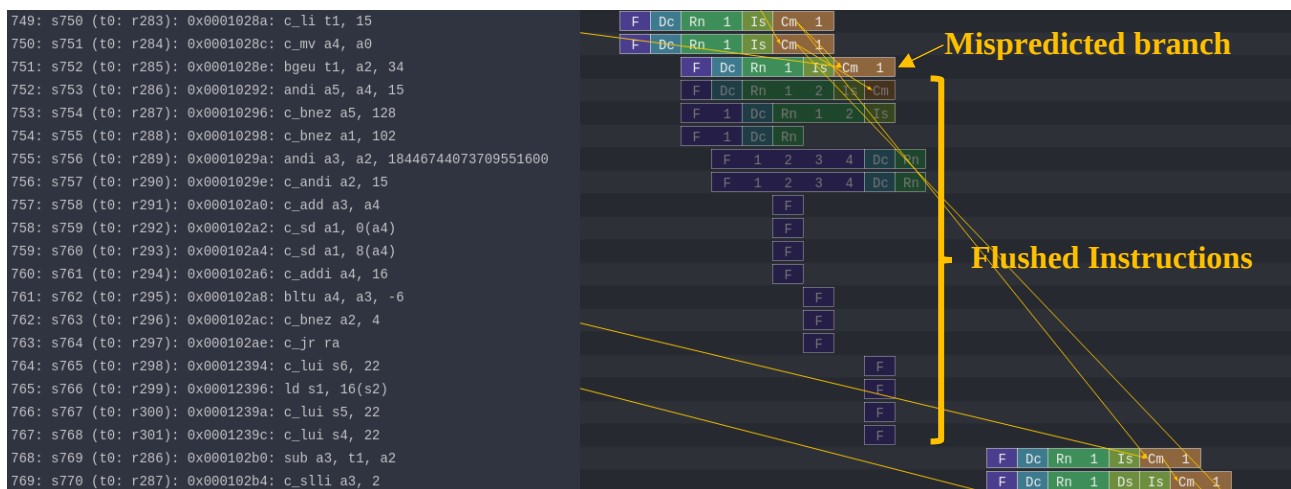 749: s750 (t0: r283): 0x0001028a: c_li t1, 15 F Dc Rn 1 Is Cm 1
750: s751 (t0: r284): 0x0001028c: c_mv a4, a0 F Dc Rn 1 Is Cm 1
Mispredicted branch
751: s752 (t0: r285): 0x0001028e: bgeu t1, a2, 34 F Dc Rn 1 Is Cm 1
752: s753 (t0: r286): 0x00010292: andi a5, a4, 15 F Dc Rn 1 2 Is Cm
753: s754 (t0: r287): 0x00010296: c_bnez a5, 128 F 1 Dc Rn 1 2 Is
754: s755 (t0: r288): 0x00010298: c_bnez a1, 102 F 1 Dc Rn
755: s756 (t0: r289): 0x0001029a: andi a3, a2, 18446744073709551600 F 1 2 3 4 Dc Rn
756: s757 (t0: r290): 0x0001029e: c_andi a2, 15 F 1 2 3 4 Dc Rn
757: s758 (t0: r291): 0x000102a0: c_add a3, a4 F
758: s759 (t0: r292): 0x000102a2: c_sd a1, 0(a4) F
759: s760 (t0: r293): 0x000102a4: c_sd a1, 8(a4) F
Flushed Instructions
760: s761 (t0: r294): 0x000102a6: c_addi a4, 16 F
761: s762 (t0: r295): 0x000102a8: bltu a4, a3, -6 F
762: s763 (t0: r296): 0x000102ac: c_bnez a2, 4 F
763: s764 (t0: r297): 0x000102ae: c_jr ra F
764: s765 (t0: r298): 0x00012394: c_lui s6, 22 F
765: s766 (t0: r299): 0x00012396: ld s1, 16(s2) F
766: s767 (t0: r300): 0x0001239a: c_lui s5, 22 F
767: s768 (t0: r301): 0x0001239c: c_lui s4, 22 F
768: s769 (t0: r286): 0x000102b0: sub a3, t1, a2 F Dc Rn 1 Is Cm 1
769: s770 (t0: r287): 0x000102b4: c_slli a3, 2 F Dc Rn 1 Ds Is Cm 1